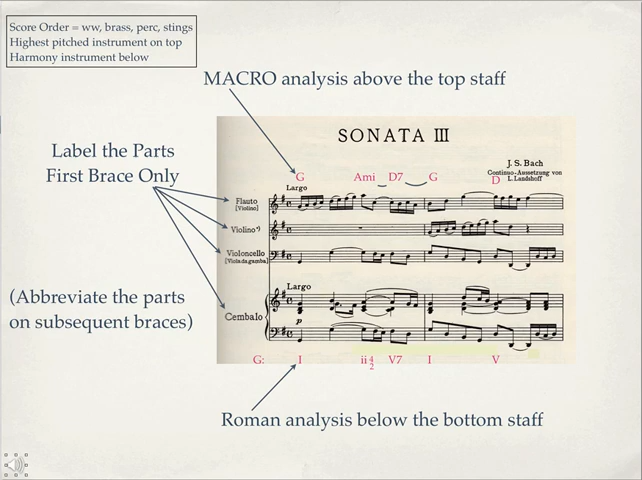 Score Order = ww, brass, perc, stings
Highest pitched instrument on top
Harmony instrument below
MACRO analysis above the top staff
Label the Parts
First Brace Only
SONATA III
J. S. Bach
Continuo-Aussetzung von
L. Landshoff
G Ami D7 G D
Largo
Flauto
[Violino]
Violino*)
Violoncello
[Viola da gamba]
(Abbreviate the parts
on subsequent braces)
Largo
Cembalo
p
G: I ii 4 2 V7 I V
Roman analysis below the bottom staff